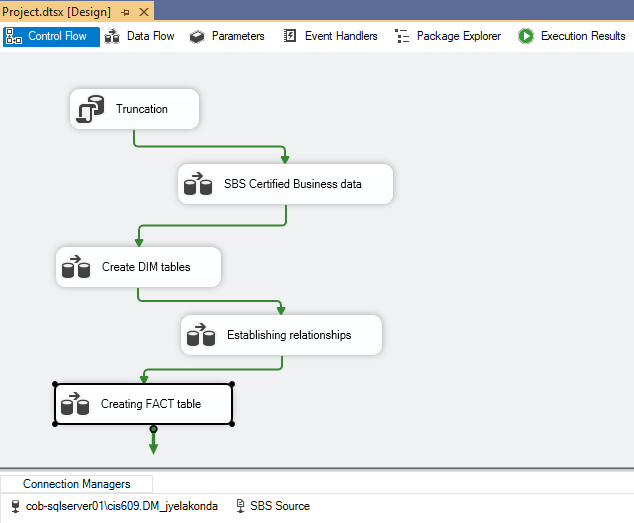 Project.dtsx [Design]
Control Flow Data Flow Parameters Event Handlers Package Explorer Execution Results
Truncation
SBS Certified Business data
Create DIM tables
Establishing relationships
Creating FACT table
Connection Managers
cob-sqlserver01\cis609.DM_jyelakonda SBS Source